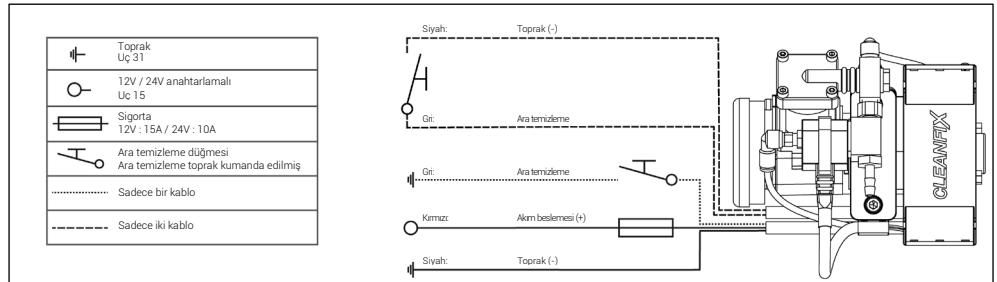 Toprak
Uç 31
12V / 24V anahtarlamalı
Uç 15
Sigorta
12V : 15A / 24V : 10A
Ara temizleme düğmesi
Ara temizleme toprak kumanda edilmiş
Sadece bir kablo
Sadece iki kablo
Siyah: Toprak (-)
Gri: Ara temizleme
Gri: Ara temizleme
Kırmızı: Akım beslemesi (+)
Siyah: Toprak (-)
CLEANFIX